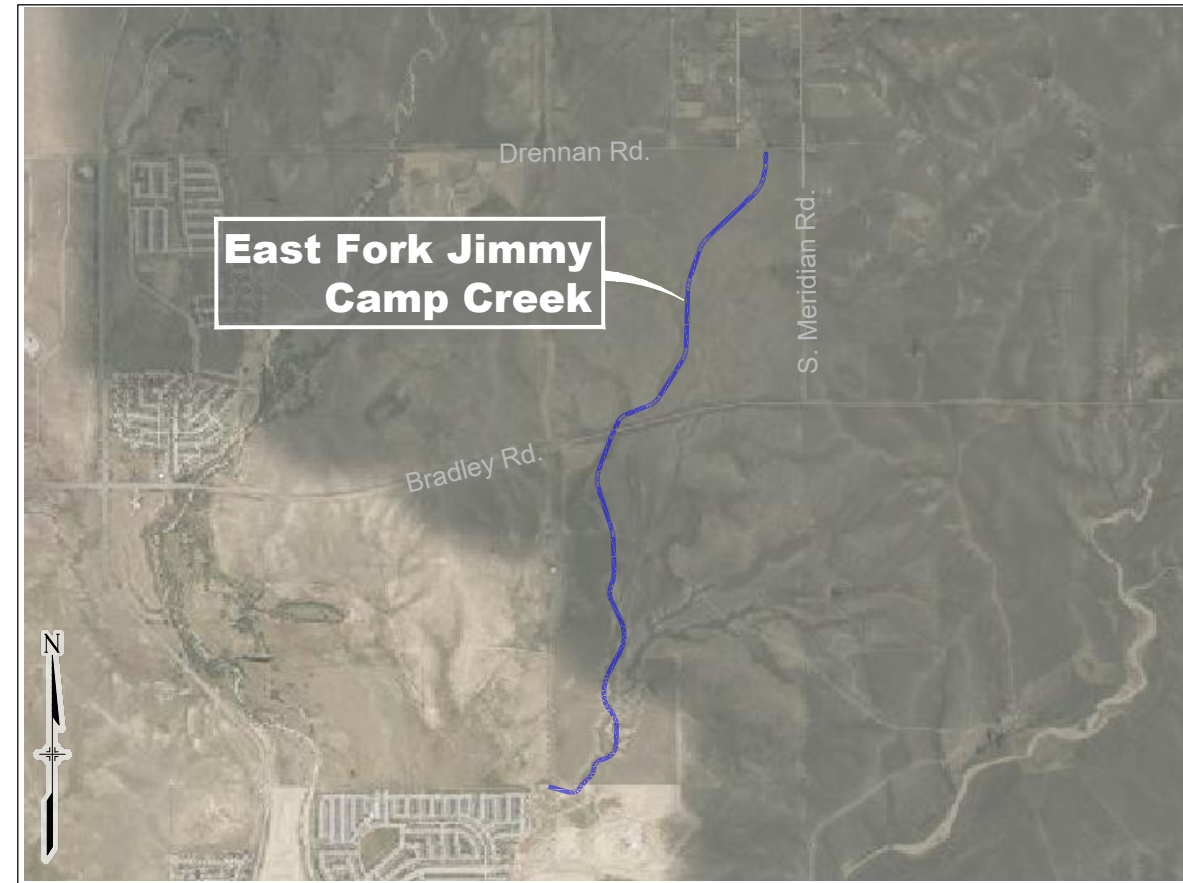 Drennan Rd.
East Fork Jimmy
Camp Creek
S. Meridian Rd.
Bradley Rd.
N